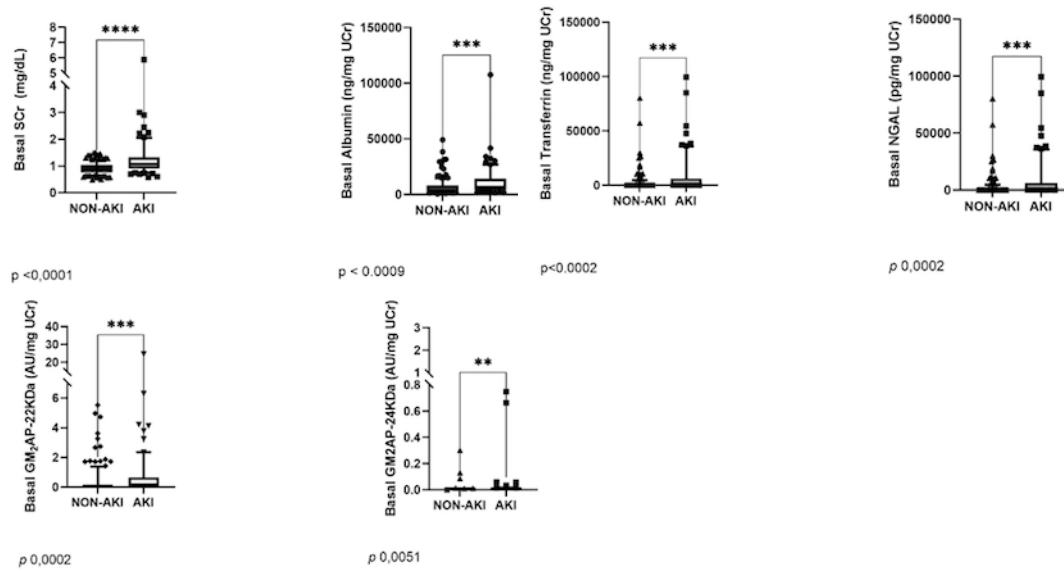 Basal SCr (mg/dL)
8
7
6
5
4
3
2
1
0
****
NON-AKI AKI
p <0,0001
Basal Albumin (ng/mg UCr)
150000
100000
50000
0
***
NON-AKI AKI
p < 0.0009
Basal Transferrin (ng/mg UCr)
150000
100000
50000
0
***
NON-AKI AKI
p<0.0002
Basal NGAL (pg/mg UCr)
150000
100000
50000
0
***
NON-AKI AKI
p 0,0002
Basal GM₂AP-22KDa (AU/mg UCr)
40
30
20
10
6
4
2
0
***
NON-AKI AKI
p 0,0002
Basal GM2AP-24KDa (AU/mg UCr)
3
2
1
0.8
0.6
0.4
0.2
0.0
**
NON-AKI AKI
p 0,0051